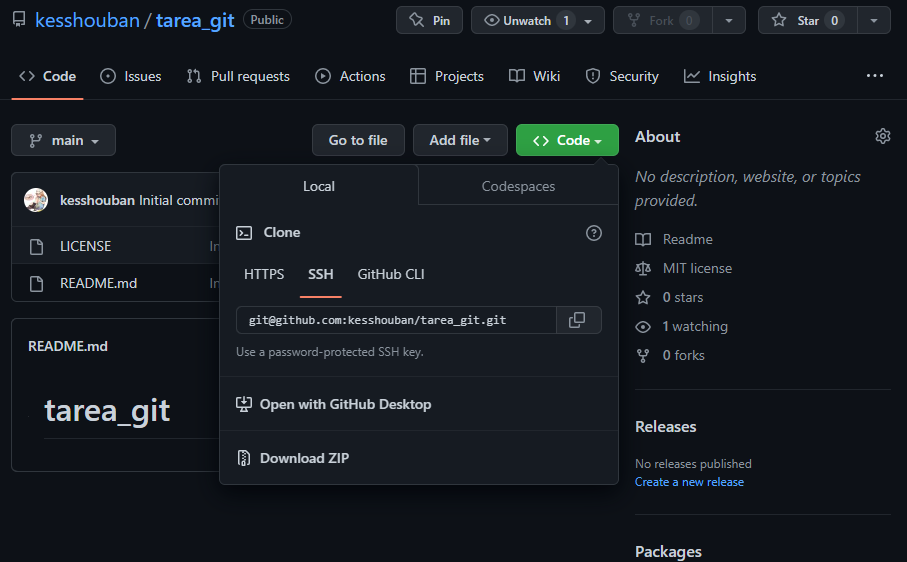 kesshouban / tarea_git Public Pin Unwatch 1 Fork 0 Star 0
Code Issues Pull requests Actions Projects Wiki Security Insights
main Go to file Add file Code
kesshouban Initial commi
LICENSE In
README.md In
README.md
tarea_git
Local Codespaces
Clone
HTTPS SSH GitHub CLI
git@github.com:kesshouban/tarea_git.git
Use a password-protected SSH key.
Open with GitHub Desktop
Download ZIP
About
No description, website, or topics
provided.
Readme
MIT license
0 stars
1 watching
0 forks
Releases
No releases published
Create a new release
Packages